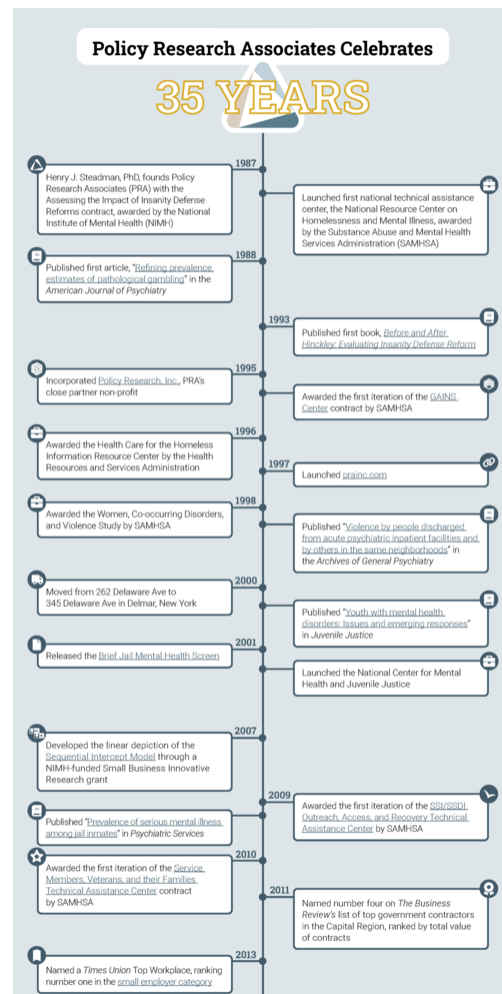 Policy Research Associates Celebrates
35 YEARS
1987
Henry J. Steadman, PhD, founds Policy
Research Associates (PRA) with the
Assessing the Impact of Insanity Defense
Reforms contract, awarded by the National
Institute of Mental Health (NIMH)
Launched first national technical assistance
center, the National Resource Center on
Homelessness and Mental Illness, awarded
by the Substance Abuse and Mental Health
Services Administration (SAMHSA)
1988
Published first article, "Refining prevalence
estimates of pathological gambling" in the
American Journal of Psychiatry
1993
Published first book, Before and After
Hinckley: Evaluating Insanity Defense Reform
1995
Incorporated Policy Research, Inc., PRA's
close partner non-profit
Awarded the first iteration of the GAINS
Center contract by SAMHSA
1996
Awarded the Health Care for the Homeless
Information Resource Center by the Health
Resources and Services Administration
1997
Launched prainc.com
1998
Awarded the Women, Co-occurring Disorders,
and Violence Study by SAMHSA
Published "Violence by people discharged
from acute psychiatric inpatient facilities and
by others in the same neighborhoods" in
the Archives of General Psychiatry
2000
Moved from 262 Delaware Ave to
345 Delaware Ave in Delmar, New York
Published "Youth with mental health
disorders: Issues and emerging responses"
in Juvenile Justice
2001
Released the Brief Jail Mental Health Screen
Launched the National Center for Mental
Health and Juvenile Justice
2007
Developed the linear depiction of the
Sequential Intercept Model through a
NIMH-funded Small Business Innovative
Research grant
2009
Awarded the first iteration of the SSI/SSDI
Outreach, Access, and Recovery Technical
Assistance Center by SAMHSA
Published "Prevalence of serious mental illness
among jail inmates" in Psychiatric Services
2010
Awarded the first iteration of the Service
Members, Veterans, and their Families
Technical Assistance Center contract
by SAMHSA
2011
Named number four on The Business
Review's list of top government contractors
in the Capital Region, ranked by total value
of contracts
2013
Named a Times Union Top Workplace, ranking
number one in the small employer category